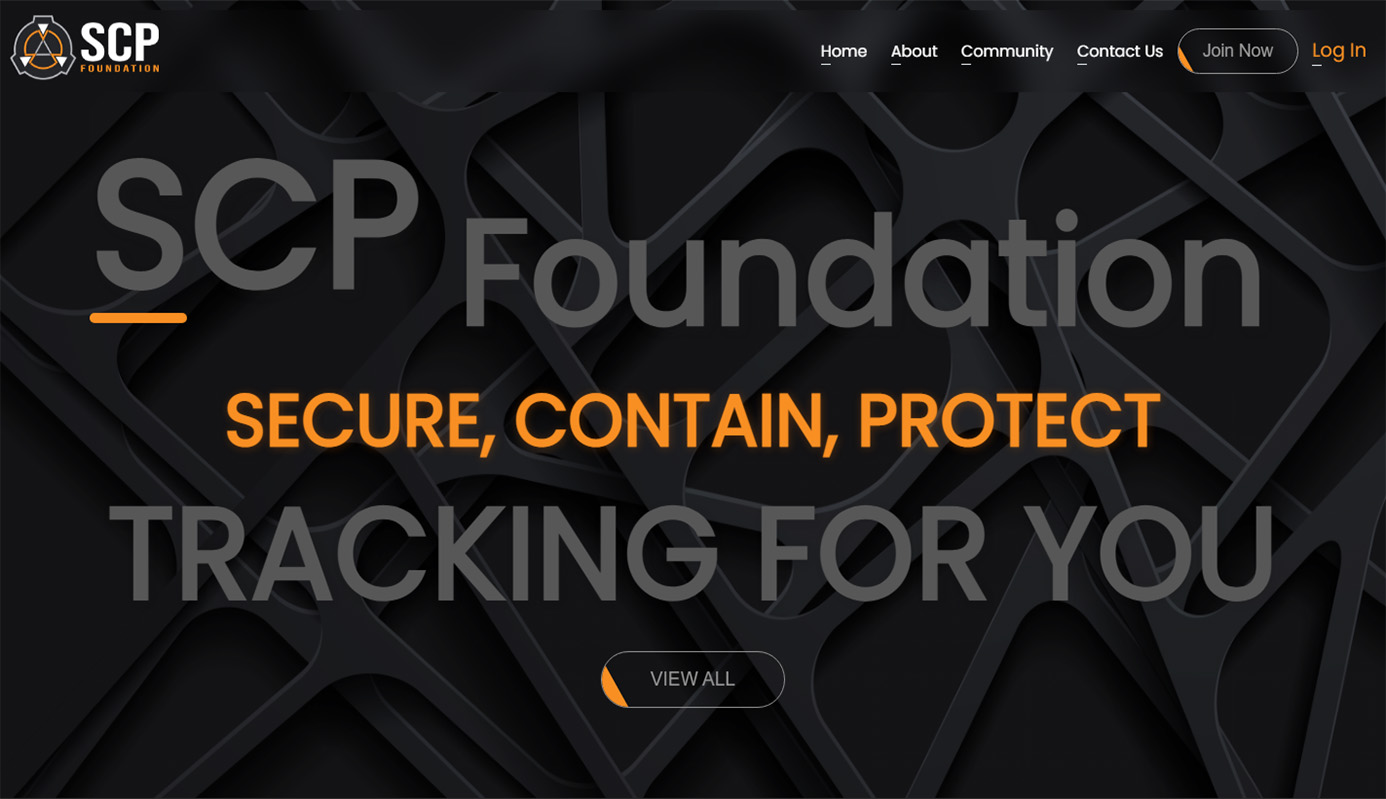 SCP
FOUNDATION
Home About Community Contact Us Join Now Log In
SCP Foundation
SECURE, CONTAIN, PROTECT
TRACKING FOR YOU
VIEW ALL